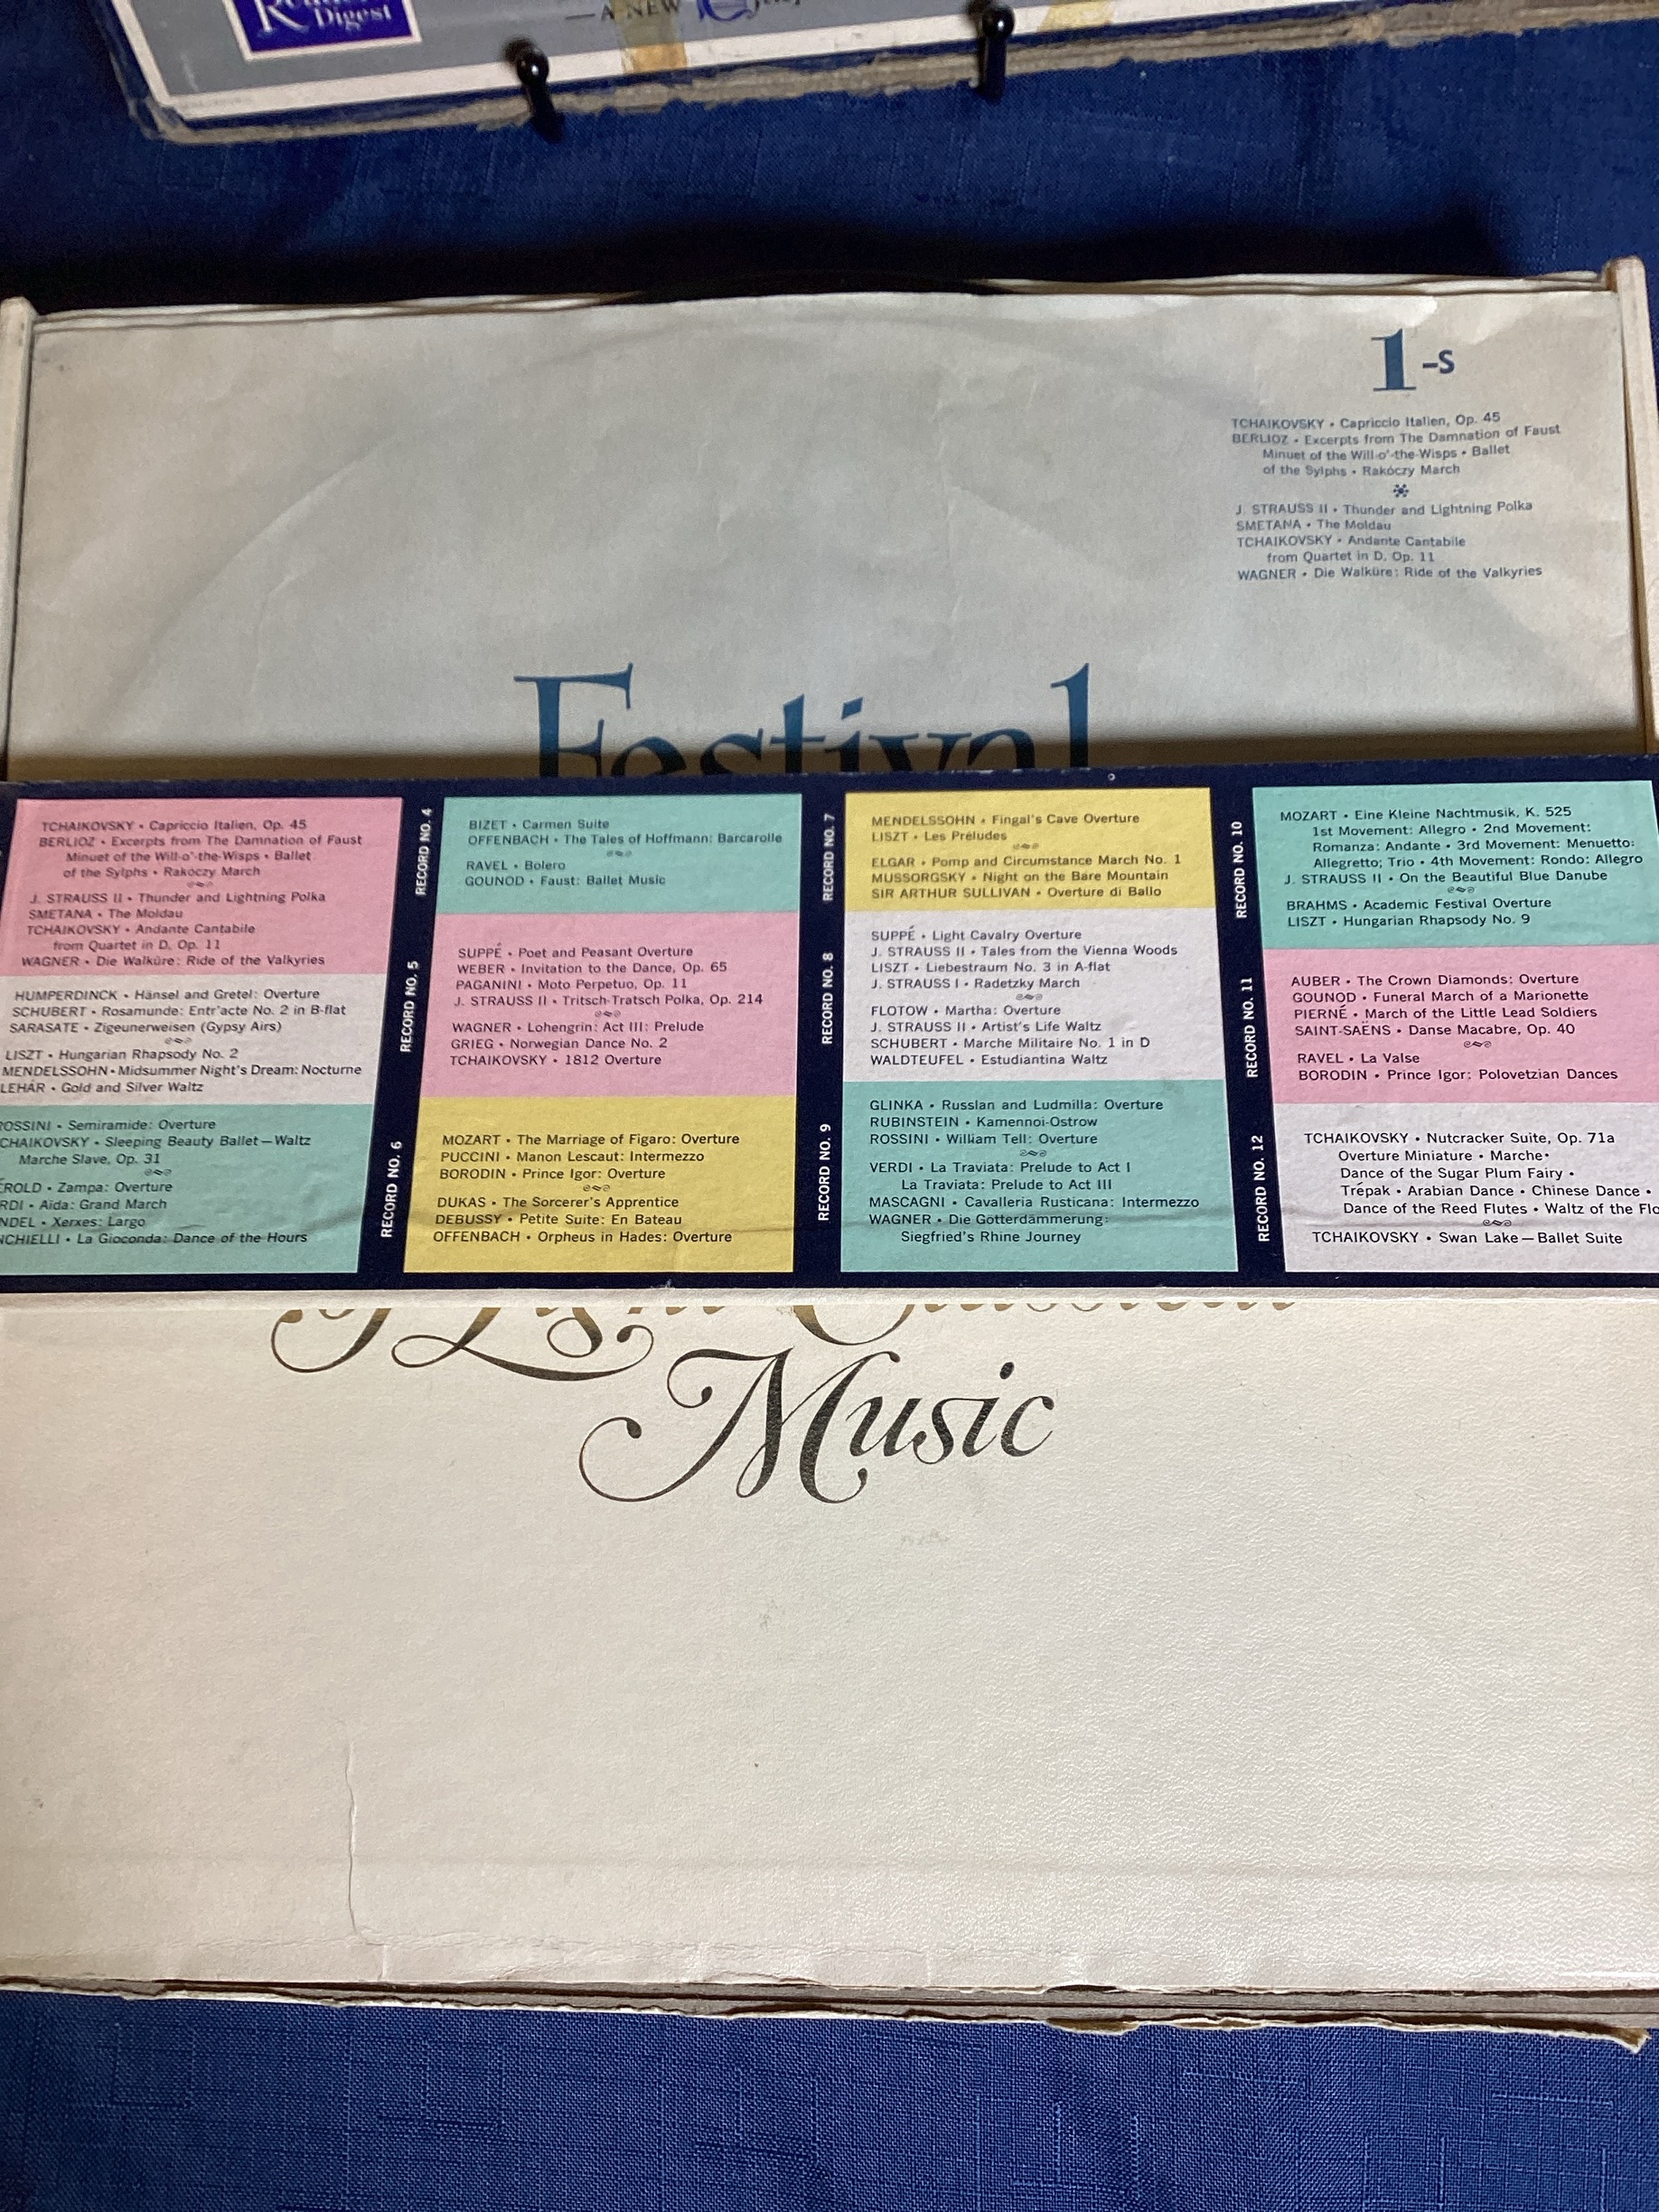 Digest
— A NEW
1-S
TCHAIKOVSKY • Capriccio Italien, Op. 45
BERLIOZ • Excerpts from The Damnation of Faust
Minuet of the Will-o'-the-Wisps • Ballet
of the Sylphs • Rakóczy March
J. STRAUSS II • Thunder and Lightning Polka
SMETANA • The Moldau
TCHAIKOVSKY • Andante Cantabile
from Quartet in D, Op. 11
WAGNER • Die Walküre: Ride of the Valkyries
Festival
TCHAIKOVSKY • Capriccio Italien, Op. 45
BERLIOZ • Excerpts from The Damnation of Faust
Minuet of the Will-o'-the-Wisps • Ballet
of the Sylphs • Rakoczy March
J. STRAUSS II • Thunder and Lightning Polka
SMETANA • The Moldau
TCHAIKOVSKY • Andante Cantabile
from Quartet in D, Op. 11
WAGNER • Die Walküre: Ride of the Valkyries
HUMPERDINCK • Hänsel and Gretel: Overture
SCHUBERT • Rosamunde: Entr'acte No. 2 in B-flat
SARASATE • Zigeunerweisen (Gypsy Airs)
LISZT • Hungarian Rhapsody No. 2
MENDELSSOHN • Midsummer Night's Dream: Nocturne
LEHÁR • Gold and Silver Waltz
OSSINI • Semiramide: Overture
CHAIKOVSKY • Sleeping Beauty Ballet—Waltz
Marche Slave, Op. 31
ROLD • Zampa: Overture
RDI • Aida: Grand March
NDEL • Xerxes: Largo
NCHIELLI • La Gioconda: Dance of the Hours
RECORD NO. 4
BIZET • Carmen Suite
OFFENBACH • The Tales of Hoffmann: Barcarolle
RAVEL • Bolero
GOUNOD • Faust: Ballet Music
RECORD NO. 5
SUPPÉ • Poet and Peasant Overture
WEBER • Invitation to the Dance, Op. 65
PAGANINI • Moto Perpetuo, Op. 11
J. STRAUSS II • Tritsch-Tratsch Polka, Op. 214
WAGNER • Lohengrin: Act III: Prelude
GRIEG • Norwegian Dance No. 2
TCHAIKOVSKY • 1812 Overture
RECORD NO. 6
MOZART • The Marriage of Figaro: Overture
PUCCINI • Manon Lescaut: Intermezzo
BORODIN • Prince Igor: Overture
DUKAS • The Sorcerer's Apprentice
DEBUSSY • Petite Suite: En Bateau
OFFENBACH • Orpheus in Hades: Overture
RECORD NO. 7
MENDELSSOHN • Fingal's Cave Overture
LISZT • Les Preludes
ELGAR • Pomp and Circumstance March No. 1
MUSSORGSKY • Night on the Bare Mountain
SIR ARTHUR SULLIVAN • Overture di Ballo
RECORD NO. 8
SUPPÉ • Light Cavalry Overture
J. STRAUSS II • Tales from the Vienna Woods
LISZT • Liebestraum No. 3 in A-flat
J. STRAUSS I • Radetzky March
FLOTOW • Martha: Overture
J. STRAUSS II • Artist's Life Waltz
SCHUBERT • Marche Militaire No. 1 in D
WALDTEUFEL • Estudiantina Waltz
RECORD NO. 9
GLINKA • Russlan and Ludmilla: Overture
RUBINSTEIN • Kamennoi-Ostrow
ROSSINI • William Tell: Overture
VERDI • La Traviata: Prelude to Act I
La Traviata: Prelude to Act III
MASCAGNI • Cavalleria Rusticana: Intermezzo
WAGNER • Die Götterdämmerung:
Siegfried's Rhine Journey
RECORD NO. 10
MOZART • Eine Kleine Nachtmusik, K. 525
1st Movement: Allegro • 2nd Movement:
Romanza: Andante • 3rd Movement: Menuetto:
Allegretto; Trio • 4th Movement: Rondo: Allegro
J. STRAUSS II • On the Beautiful Blue Danube
BRAHMS • Academic Festival Overture
LISZT • Hungarian Rhapsody No. 9
RECORD NO. 11
AUBER • The Crown Diamonds: Overture
GOUNOD • Funeral March of a Marionette
PIERNÉ • March of the Little Lead Soldiers
SAINT-SAËNS • Danse Macabre, Op. 40
RAVEL • La Valse
BORODIN • Prince Igor: Polovetzian Dances
RECORD NO. 12
TCHAIKOVSKY • Nutcracker Suite, Op. 71a
Overture Miniature • Marche •
Dance of the Sugar Plum Fairy •
Trépak • Arabian Dance • Chinese Dance •
Dance of the Reed Flutes • Waltz of the Flo
TCHAIKOVSKY • Swan Lake—Ballet Suite
Music